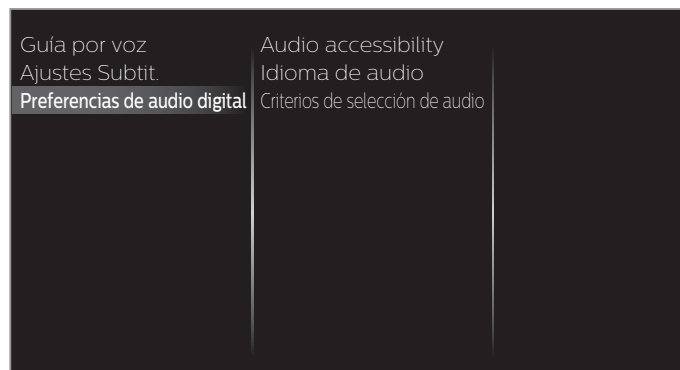 Guía por voz
Ajustes Subtit.
Preferencias de audio digital
Audio accessibility
Idioma de audio
Criterios de selección de audio